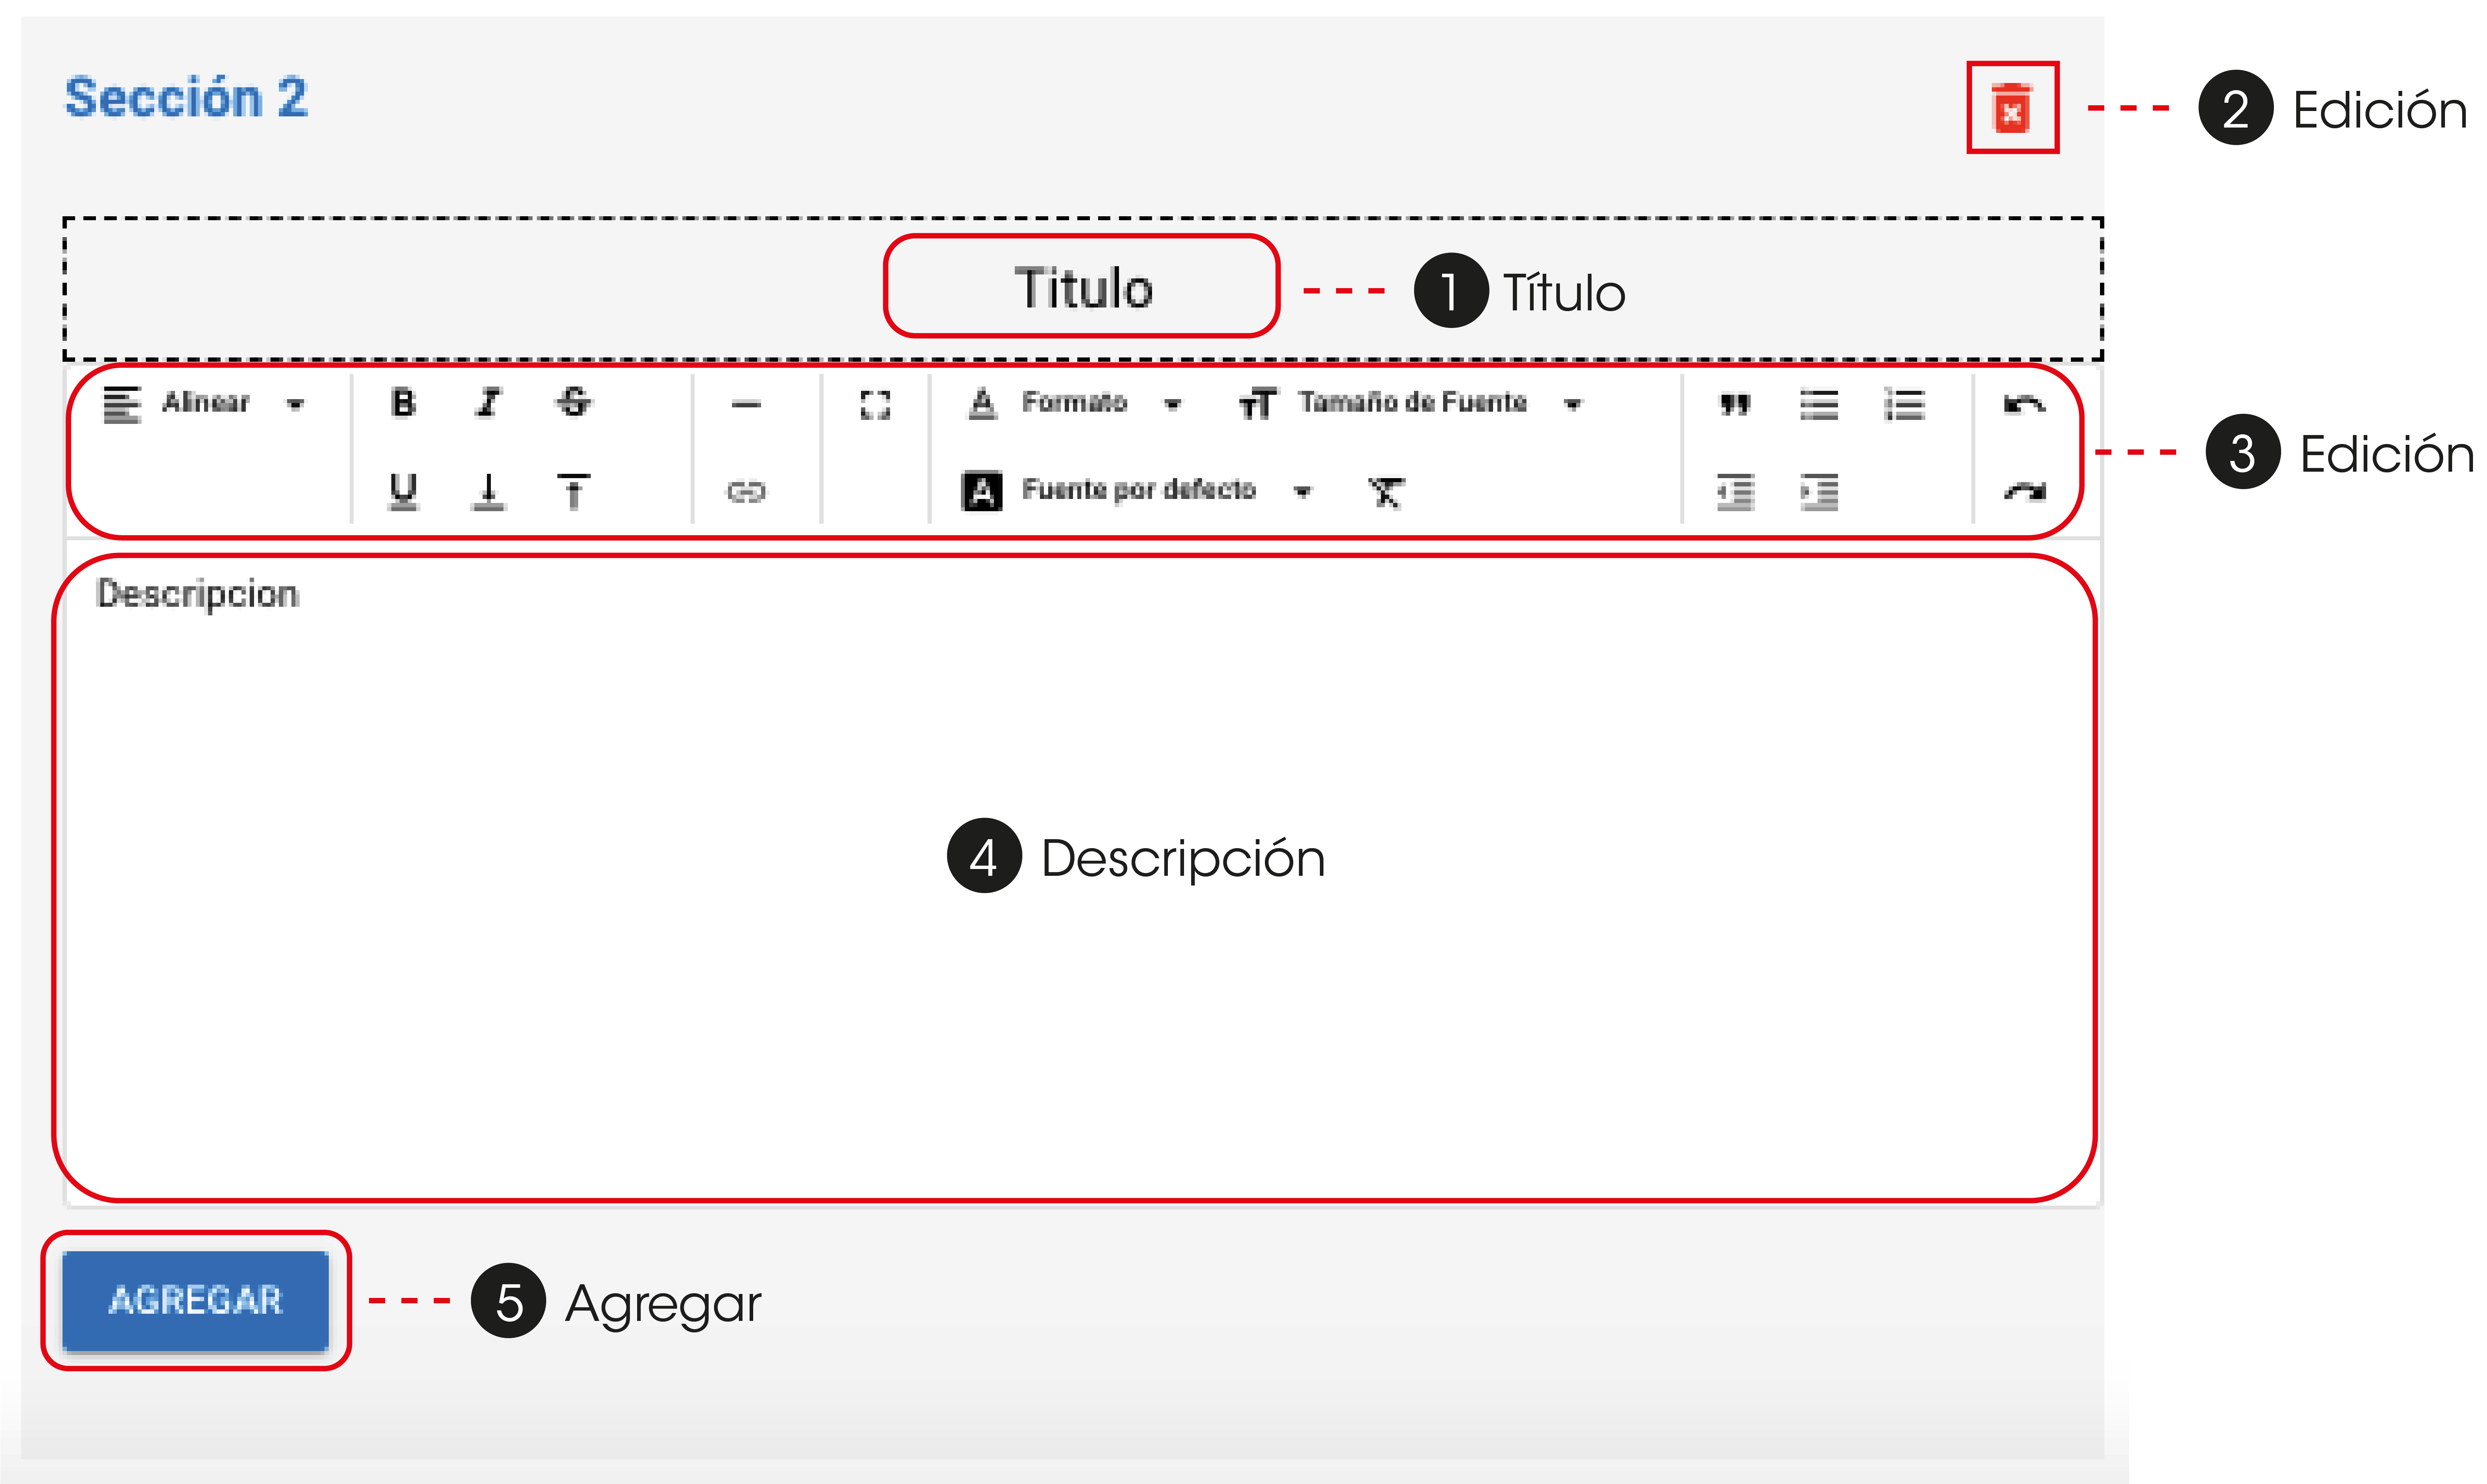 Sección 2
2 Edición
Titulo
1 Título
Alinear B I S A Formato TT Tamaño de Fuente
3 Edición
U A Fuente por defecto
Descripcion
4 Descripción
AGREGAR
5 Agregar